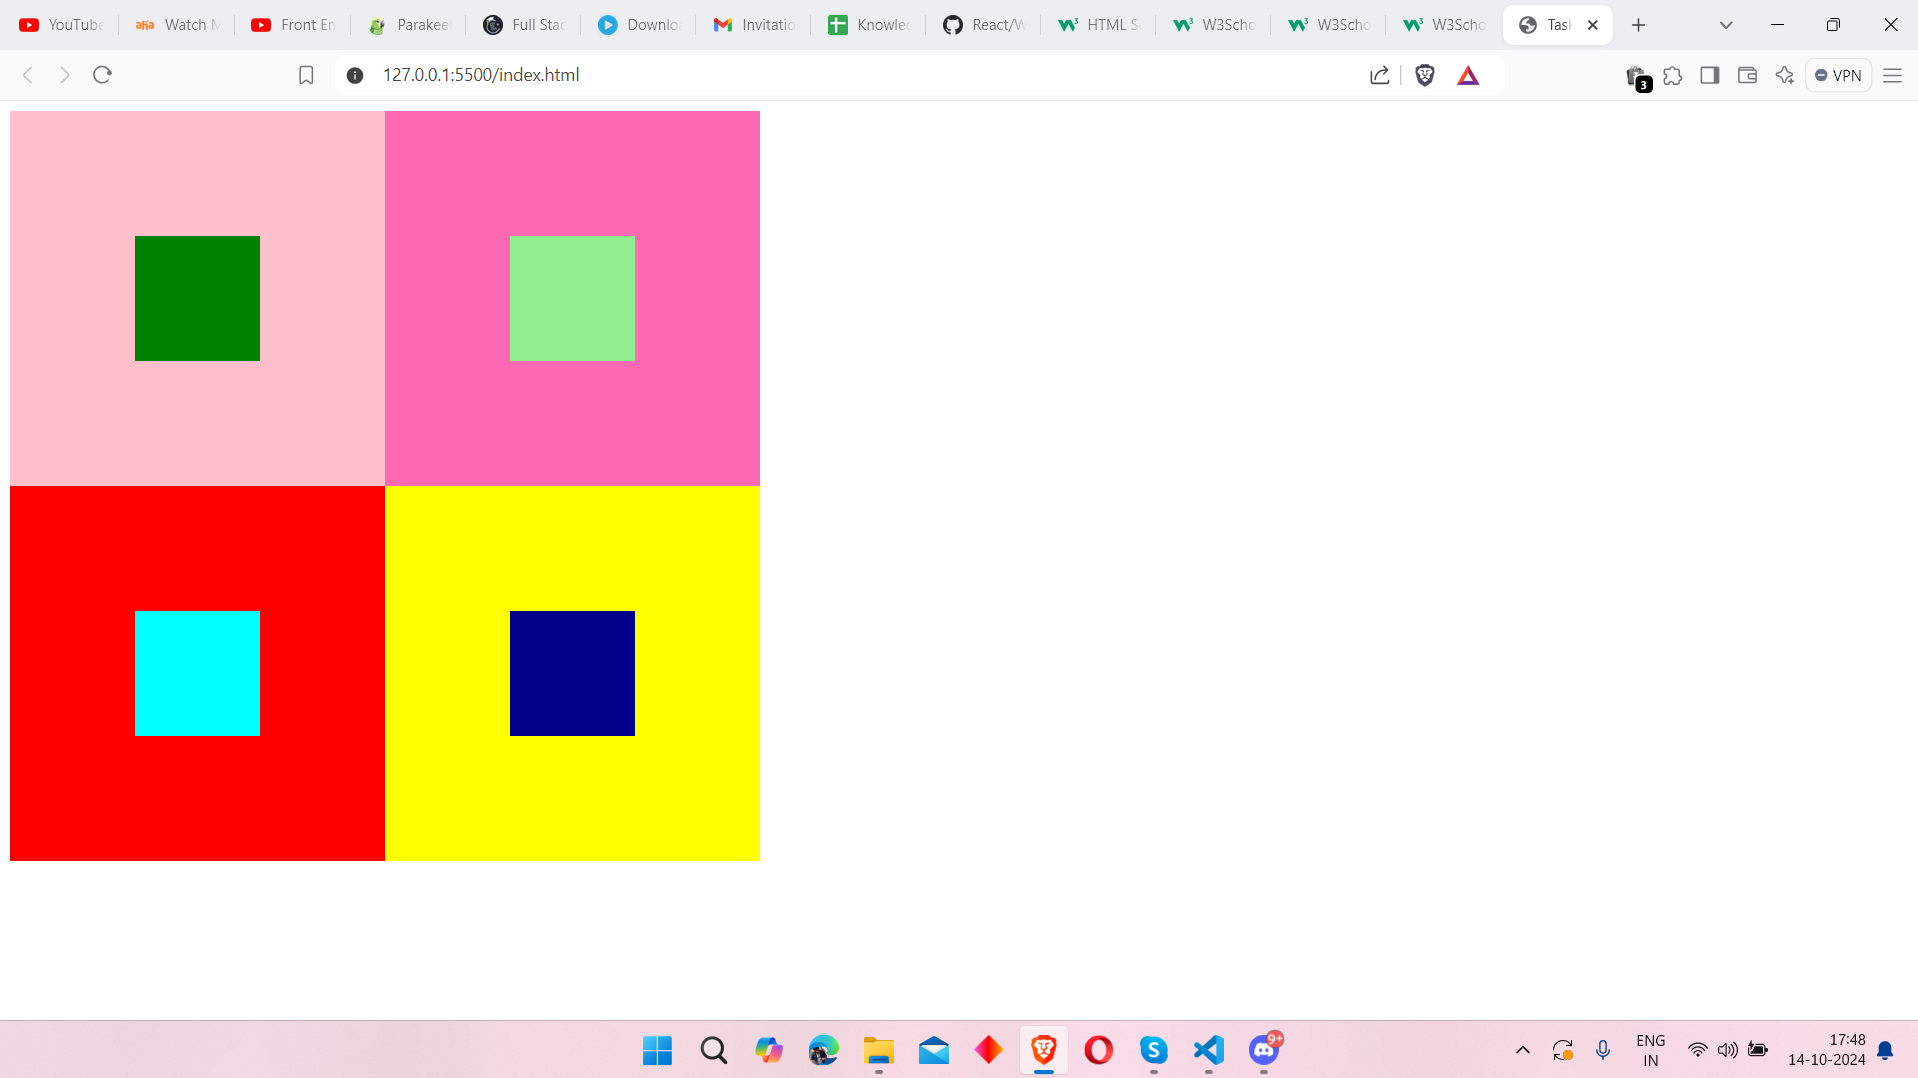 YouTube Watch M Front En Parakee Full Stac Downlo Invitatio Knowled React/W HTML S W3Scho W3Scho W3Scho Task
127.0.0.1:5500/index.html 3 VPN
9+
ENG 17:48
IN 14-10-2024